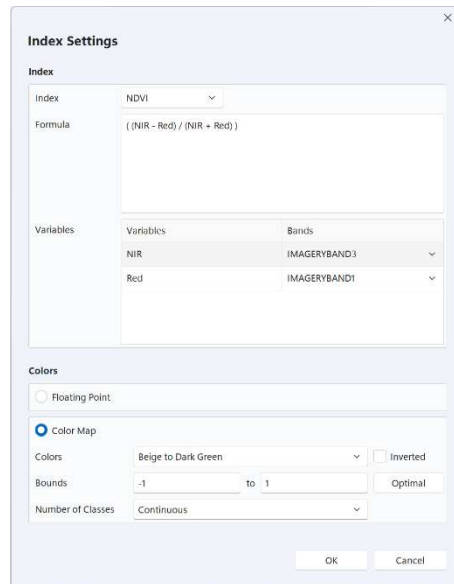 Index Settings
Index
Index NDVI
Formula ( (NIR - Red) / (NIR + Red) )
Variables Variables Bands
NIR IMAGERYBAND3
Red IMAGERYBAND1
Colors
Floating Point
Color Map
Colors Beige to Dark Green Inverted
Bounds -1 to 1 Optimal
Number of Classes Continuous
OK Cancel